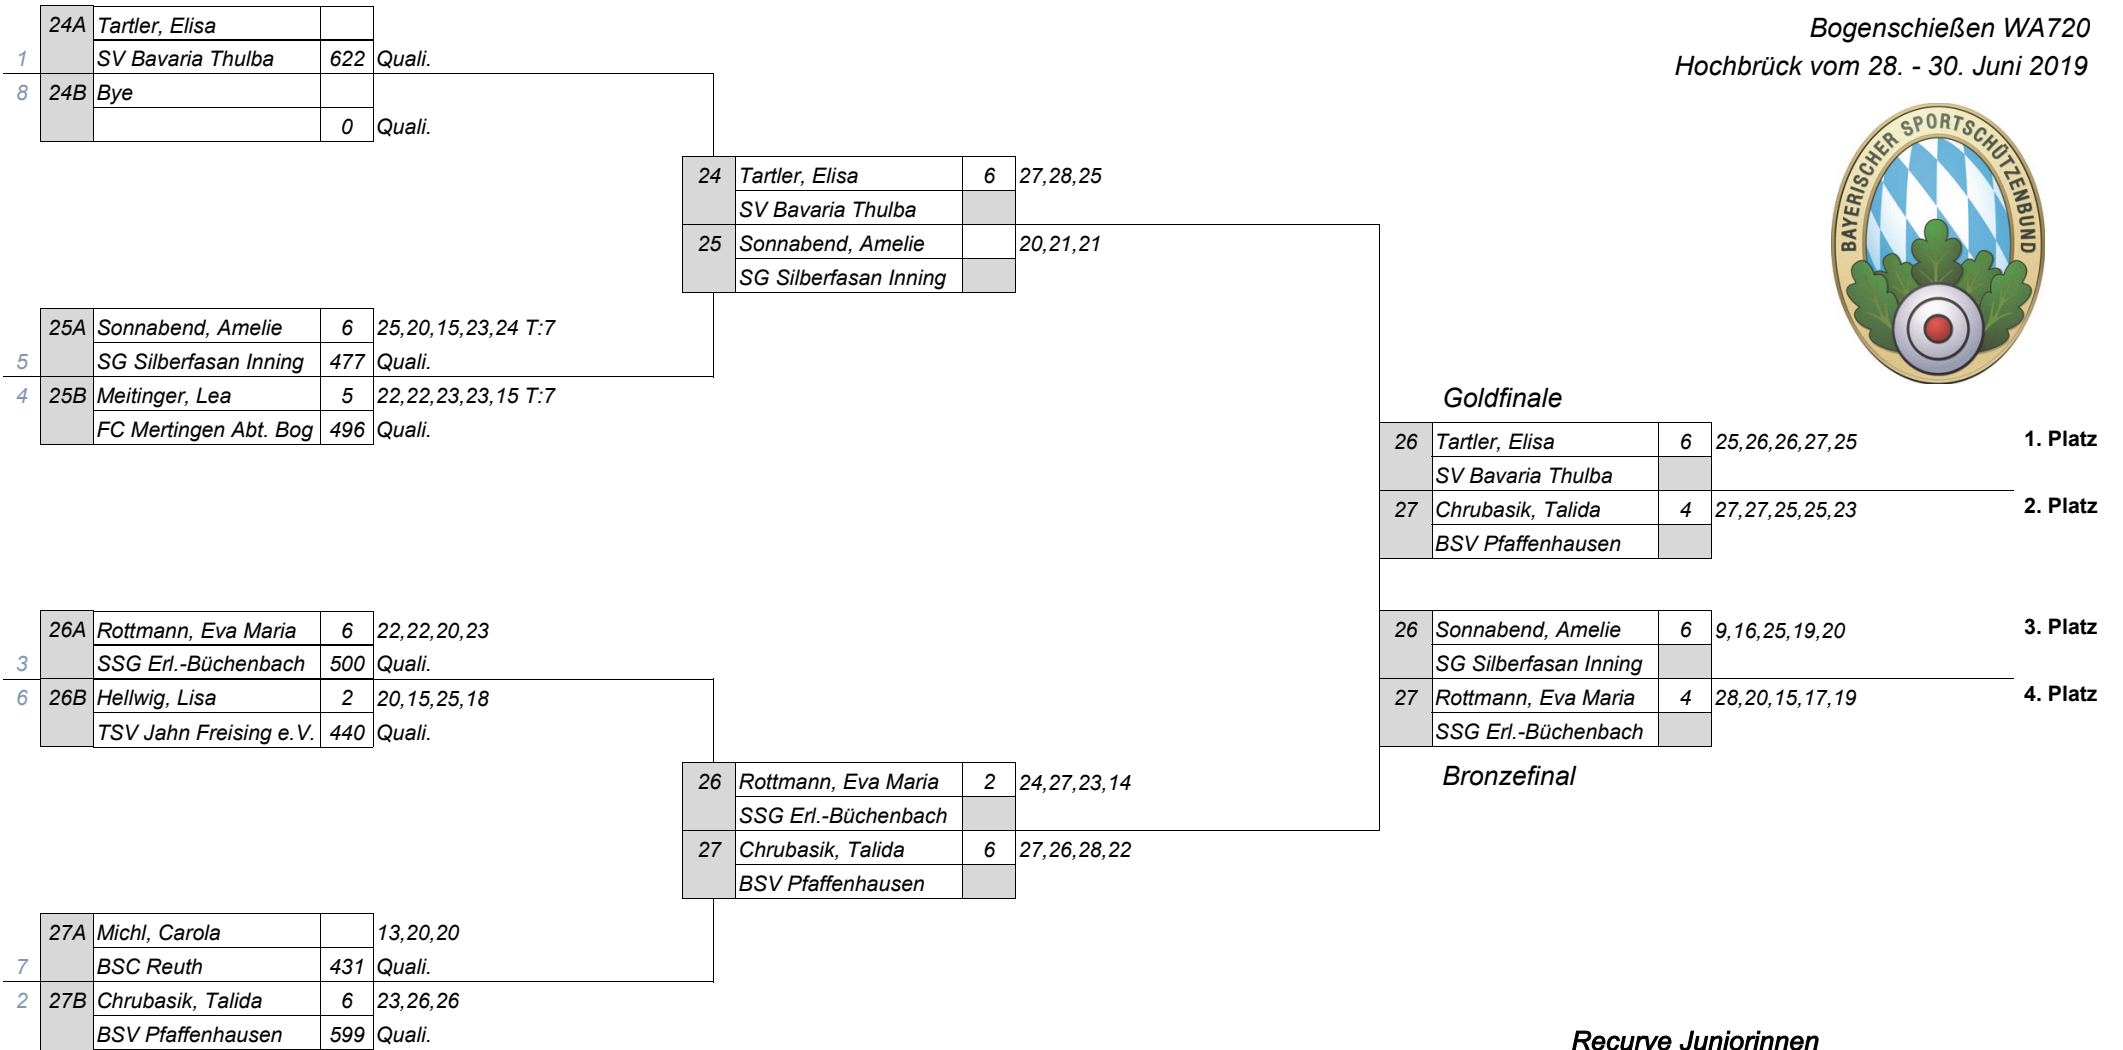 Bogenschießen WA720
Hochbrück vom 28. - 30. Juni 2019
BAYERISCHER SPORTSCHÜTZENBUND
24A Tartler, Elisa
1 SV Bavaria Thulba 622 Quali.
8 24B Bye
0 Quali.
24 Tartler, Elisa 6 27,28,25
SV Bavaria Thulba
25 Sonnabend, Amelie 20,21,21
SG Silberfasan Inning
25A Sonnabend, Amelie 6 25,20,15,23,24 T:7
5 SG Silberfasan Inning 477 Quali.
4 25B Meitinger, Lea 5 22,22,23,23,15 T:7
FC Mertingen Abt. Bog 496 Quali.
Goldfinale
26 Tartler, Elisa 6 25,26,26,27,25 1. Platz
SV Bavaria Thulba
27 Chrubasik, Talida 4 27,27,25,25,23 2. Platz
BSV Pfaffenhausen
26A Rottmann, Eva Maria 6 22,22,20,23
3 SSG Erl.-Büchenbach 500 Quali.
6 26B Hellwig, Lisa 2 20,15,25,18
TSV Jahn Freising e.V. 440 Quali.
26 Sonnabend, Amelie 6 9,16,25,19,20 3. Platz
SG Silberfasan Inning
27 Rottmann, Eva Maria 4 28,20,15,17,19 4. Platz
SSG Erl.-Büchenbach
Bronzefinal
26 Rottmann, Eva Maria 2 24,27,23,14
SSG Erl.-Büchenbach
27 Chrubasik, Talida 6 27,26,28,22
BSV Pfaffenhausen
27A Michl, Carola 13,20,20
7 BSC Reuth 431 Quali.
2 27B Chrubasik, Talida 6 23,26,26
BSV Pfaffenhausen 599 Quali.
Recurve Juniorinnen